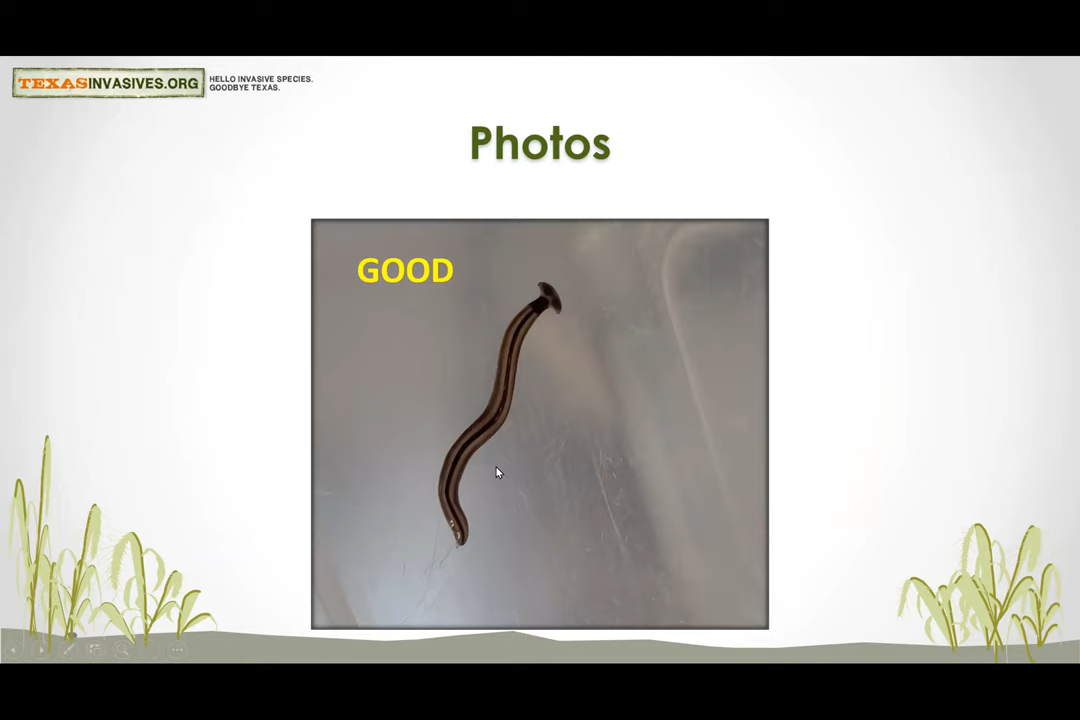 TEXASINVASIVES.ORG
HELLO INVASIVE SPECIES.
GOODBYE TEXAS.
Photos
GOOD